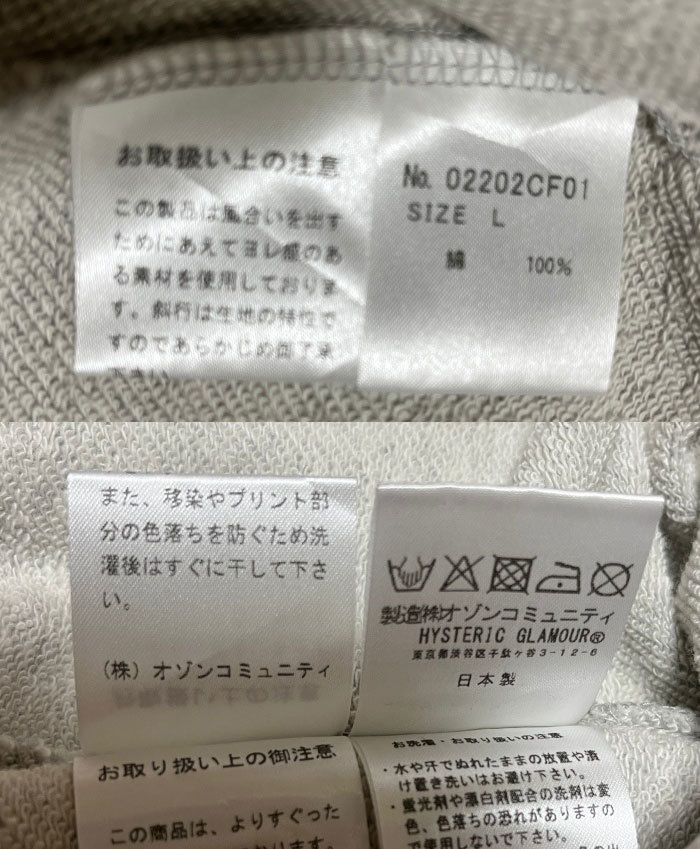 お取扱い上の注意
この製品は風合いを出す
ためにあえてヨレ感のあ
る素材を使用しておりま
す。斜行は生地の特性で
すのであらかじめ御了承
下さい。
No. 02202CF01
SIZE L
綿 100%
また、移染やプリント部
分の色落ちを防ぐため洗
濯後はすぐに干して下さ
い。
(株) オゾンコミュニティ
製造㈱オゾンコミュニティ
HYSTERIC GLAMOUR®
東京都渋谷区千駄ヶ谷3-12-6
日本製
お取り扱い上の御注意
この商品は、よりすぐった
お洗濯・お取り扱いの注意
・水や汗でぬれたままの放置や漬
け置き洗いはお避け下さい。
・蛍光剤や漂白剤配合の洗剤は変
色、色落ちの恐れがありますの
で使用しないで下さい。